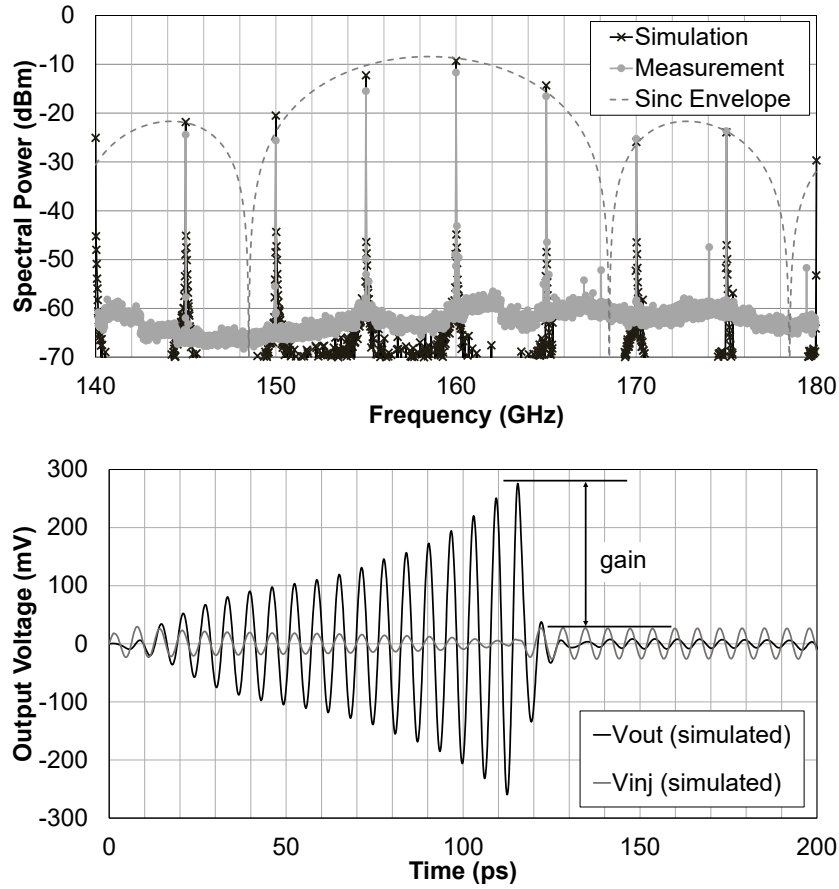 0
-10
-20
-30
-40
-50
-60
-70
Spectral Power (dBm)
Simulation
Measurement
Sinc Envelope
140
150
160
170
180
Frequency (GHz)
300
200
100
0
-100
-200
-300
Output Voltage (mV)
gain
Vout (simulated)
Vinj (simulated)
0
50
100
150
200
Time (ps)